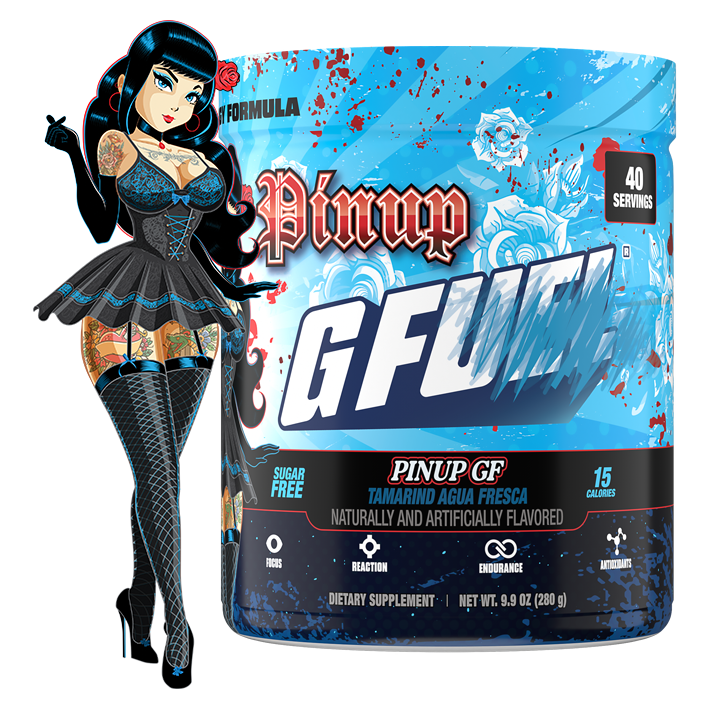 FORMULA
40
SERVINGS
Pinup
GFUEL
SUGAR
FREE
PINUP GF
TAMARIND AGUA FRESCA
15
CALORIES
NATURALLY AND ARTIFICIALLY FLAVORED
FOCUS
REACTION
ENDURANCE
ANTIOXIDANTS
DIETARY SUPPLEMENT | NET WT. 9.9 OZ (280 g)